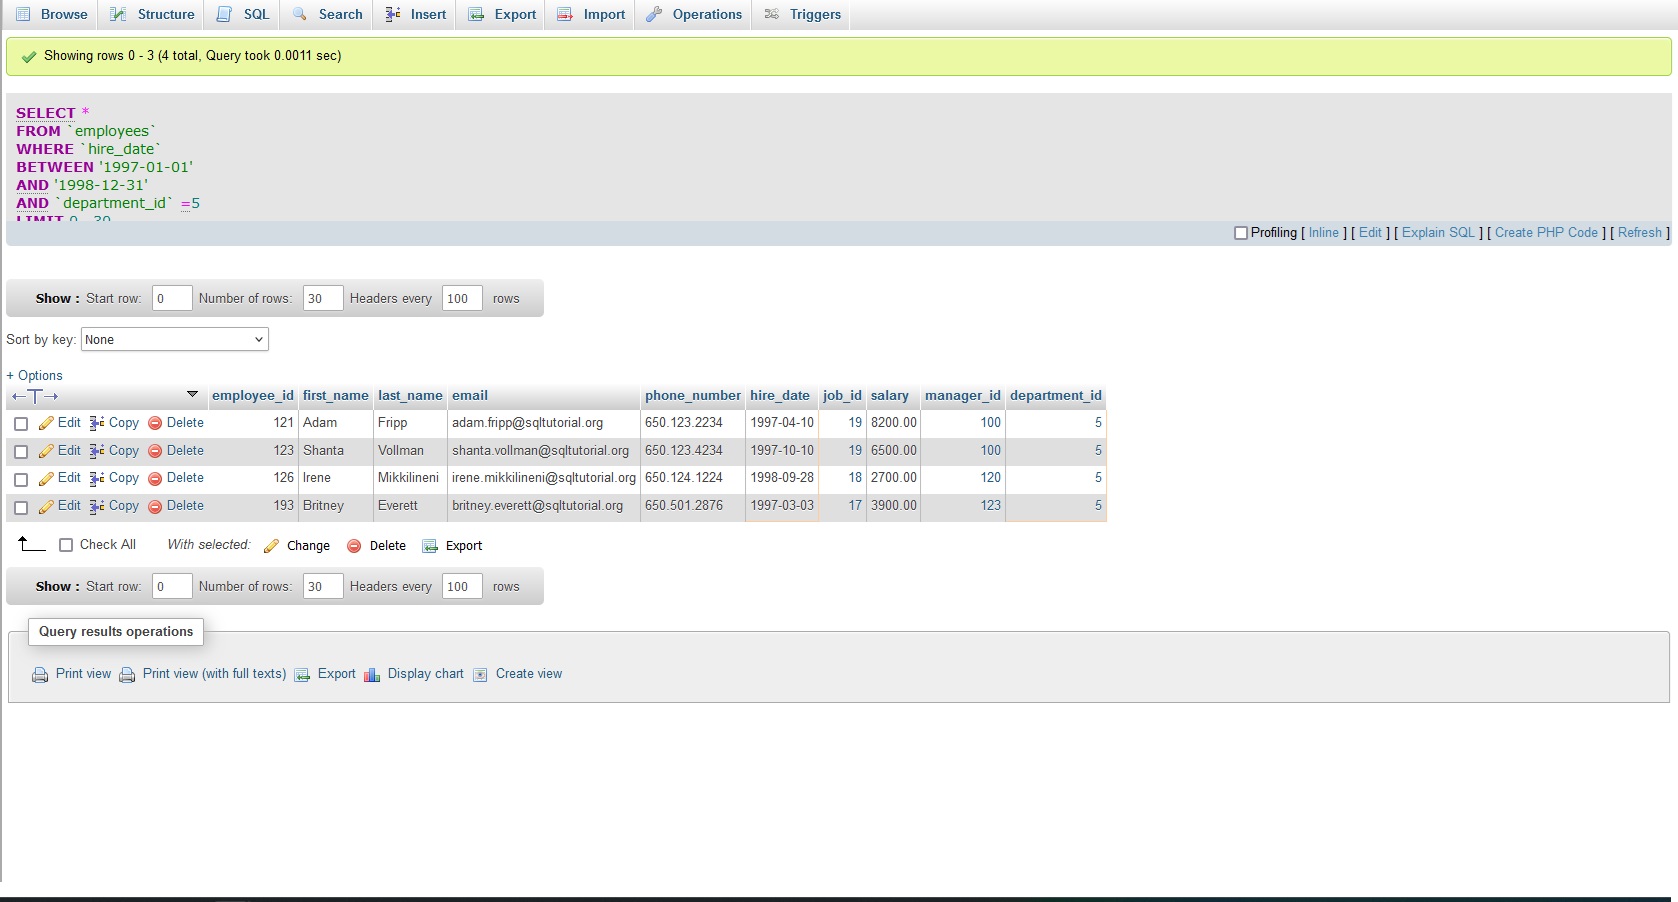 Browse Structure SQL Search Insert Export Import Operations Triggers
Showing rows 0 - 3 (4 total, Query took 0.0011 sec)
SELECT *
FROM `employees`
WHERE `hire_date`
BETWEEN '1997-01-01'
AND '1998-12-31'
AND `department_id` =5
LIMIT 0 , 30
Profiling [ Inline ] [ Edit ] [ Explain SQL ] [ Create PHP Code ] [ Refresh ]
Show : Start row: 0 Number of rows: 30 Headers every 100 rows
Sort by key: None
+ Options
←T→ employee_id first_name last_name email phone_number hire_date job_id salary manager_id department_id
Edit Copy Delete 121 Adam Fripp adam.fripp@sqltutorial.org 650.123.2234 1997-04-10 19 8200.00 100 5
Edit Copy Delete 123 Shanta Vollman shanta.vollman@sqltutorial.org 650.123.4234 1997-10-10 19 6500.00 100 5
Edit Copy Delete 126 Irene Mikkilineni irene.mikkilineni@sqltutorial.org 650.124.1224 1998-09-28 18 2700.00 120 5
Edit Copy Delete 193 Britney Everett britney.everett@sqltutorial.org 650.501.2876 1997-03-03 17 3900.00 123 5
Check All With selected: Change Delete Export
Show : Start row: 0 Number of rows: 30 Headers every 100 rows
Query results operations
Print view Print view (with full texts) Export Display chart Create view